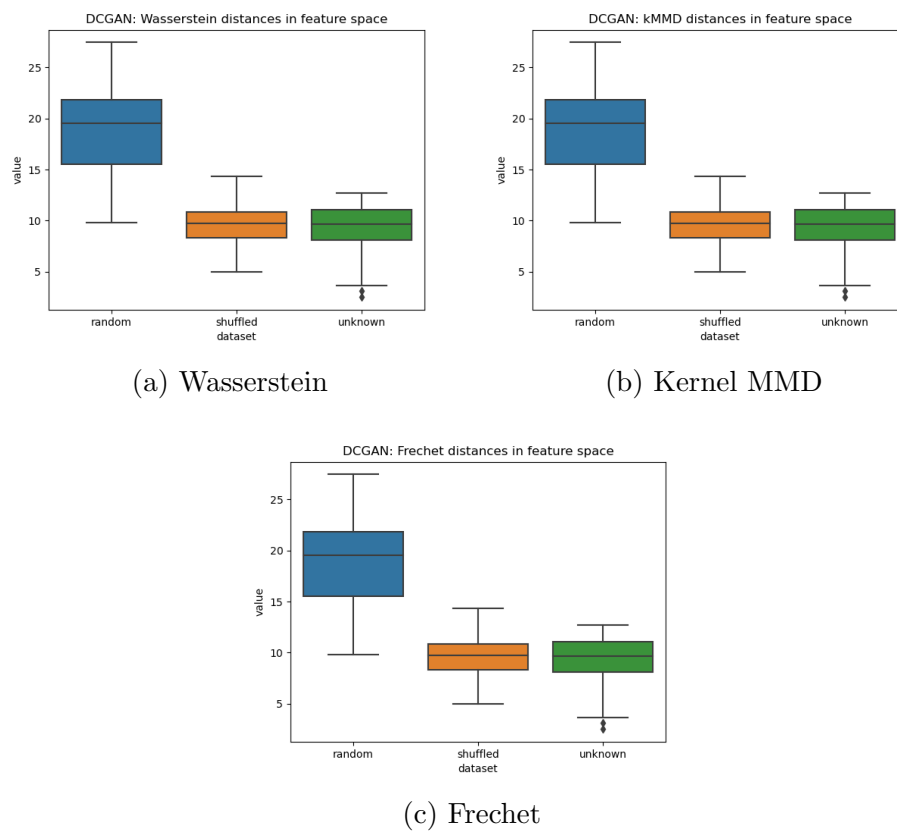 DCGAN: Wasserstein distances in feature space
25
20
15
10
5
value
random shuffled unknown
dataset
(a) Wasserstein
DCGAN: kMMD distances in feature space
25
20
15
10
5
value
random shuffled unknown
dataset
(b) Kernel MMD
DCGAN: Frechet distances in feature space
25
20
15
10
5
value
random shuffled unknown
dataset
(c) Frechet